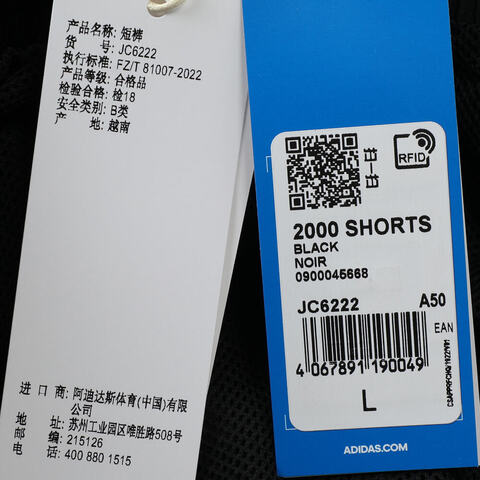 产品名称: 短裤
货 号: JC6222
执行标准: FZ/T 81007-2022
产品等级: 合格品
检验合格: 检18
安全类别: B类
产 地: 越南
进 口 商: 阿迪达斯体育(中国)有限
公司
地 址: 苏州工业园区唯胜路508号
邮 编: 215126
电 话: 400 880 1515
扫一扫
RFID
2000 SHORTS
BLACK
NOIR
0900045668
JC6222 A50
EAN
4 067891 190049
L
ADIDAS.COM